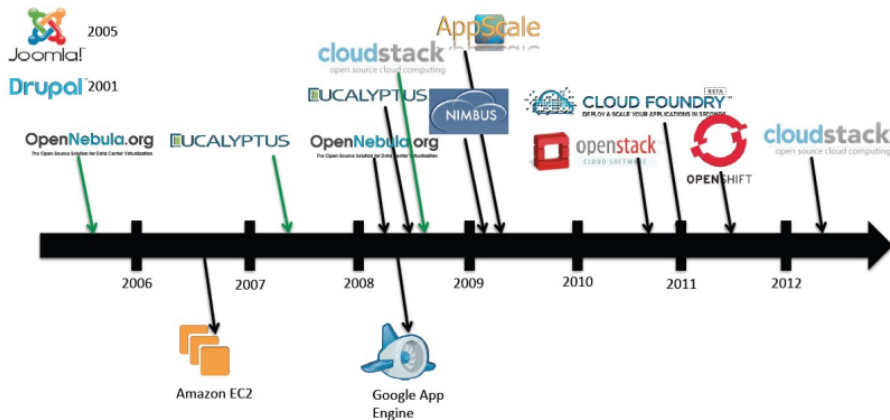 Joomla!™ 2005
Drupal™ 2001
OpenNebula.org
The Open Source Solution for Data Center Virtualization
EUCALYPTUS
cloudstack
open source cloud computing
EUCALYPTUS
OpenNebula.org
The Open Source Solution for Data Center Virtualization
AppScale
NIMBUS
BETA
CLOUD FOUNDRY™
DEPLOY & SCALE YOUR APPLICATIONS IN SECONDS
openstack
CLOUD SOFTWARE
OPENSHIFT
cloudstack
open source cloud computing
2006 2007 2008 2009 2010 2011 2012
Amazon EC2
Google App
Engine